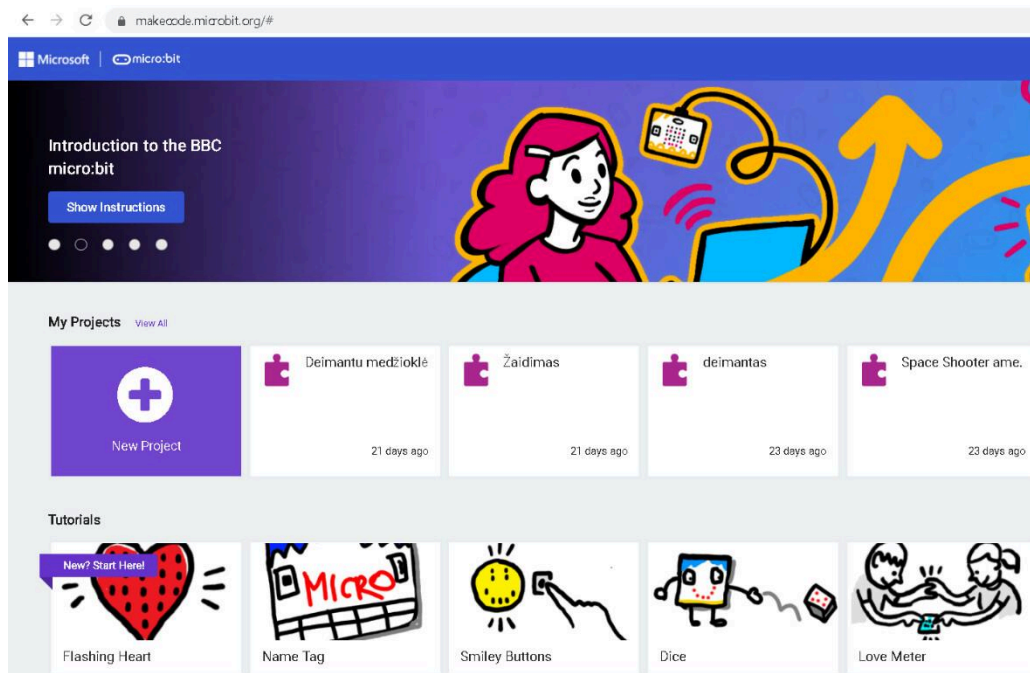 makecode.microbit.org/#
Microsoft | micro:bit
Introduction to the BBC
micro:bit
Show Instructions
My Projects View All
New Project
Deimantu medžioklė
21 days ago
Žaidimas
21 days ago
deimantas
23 days ago
Space Shooter ame.
23 days ago
Tutorials
New? Start Here!
MICRO
Flashing Heart
Name Tag
Smiley Buttons
Dice
Love Meter